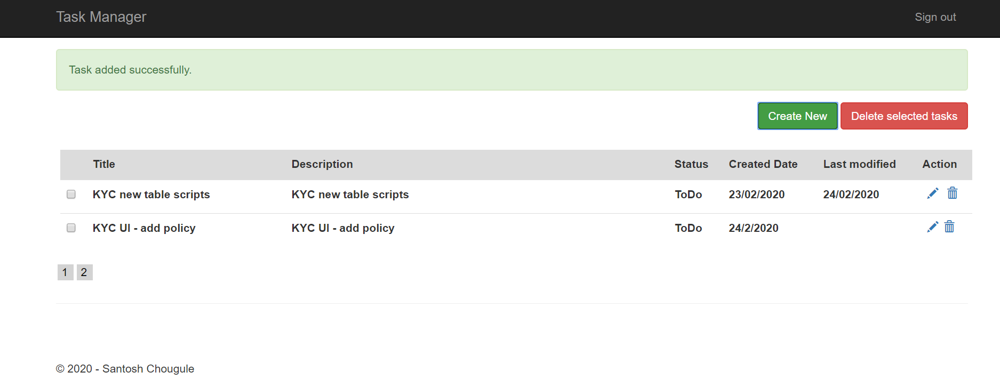 Task Manager Sign out
Task added successfully.
Create New Delete selected tasks
Title Description Status Created Date Last modified Action
KYC new table scripts KYC new table scripts ToDo 23/02/2020 24/02/2020
KYC UI - add policy KYC UI - add policy ToDo 24/2/2020
1 2
© 2020 - Santosh Chougule